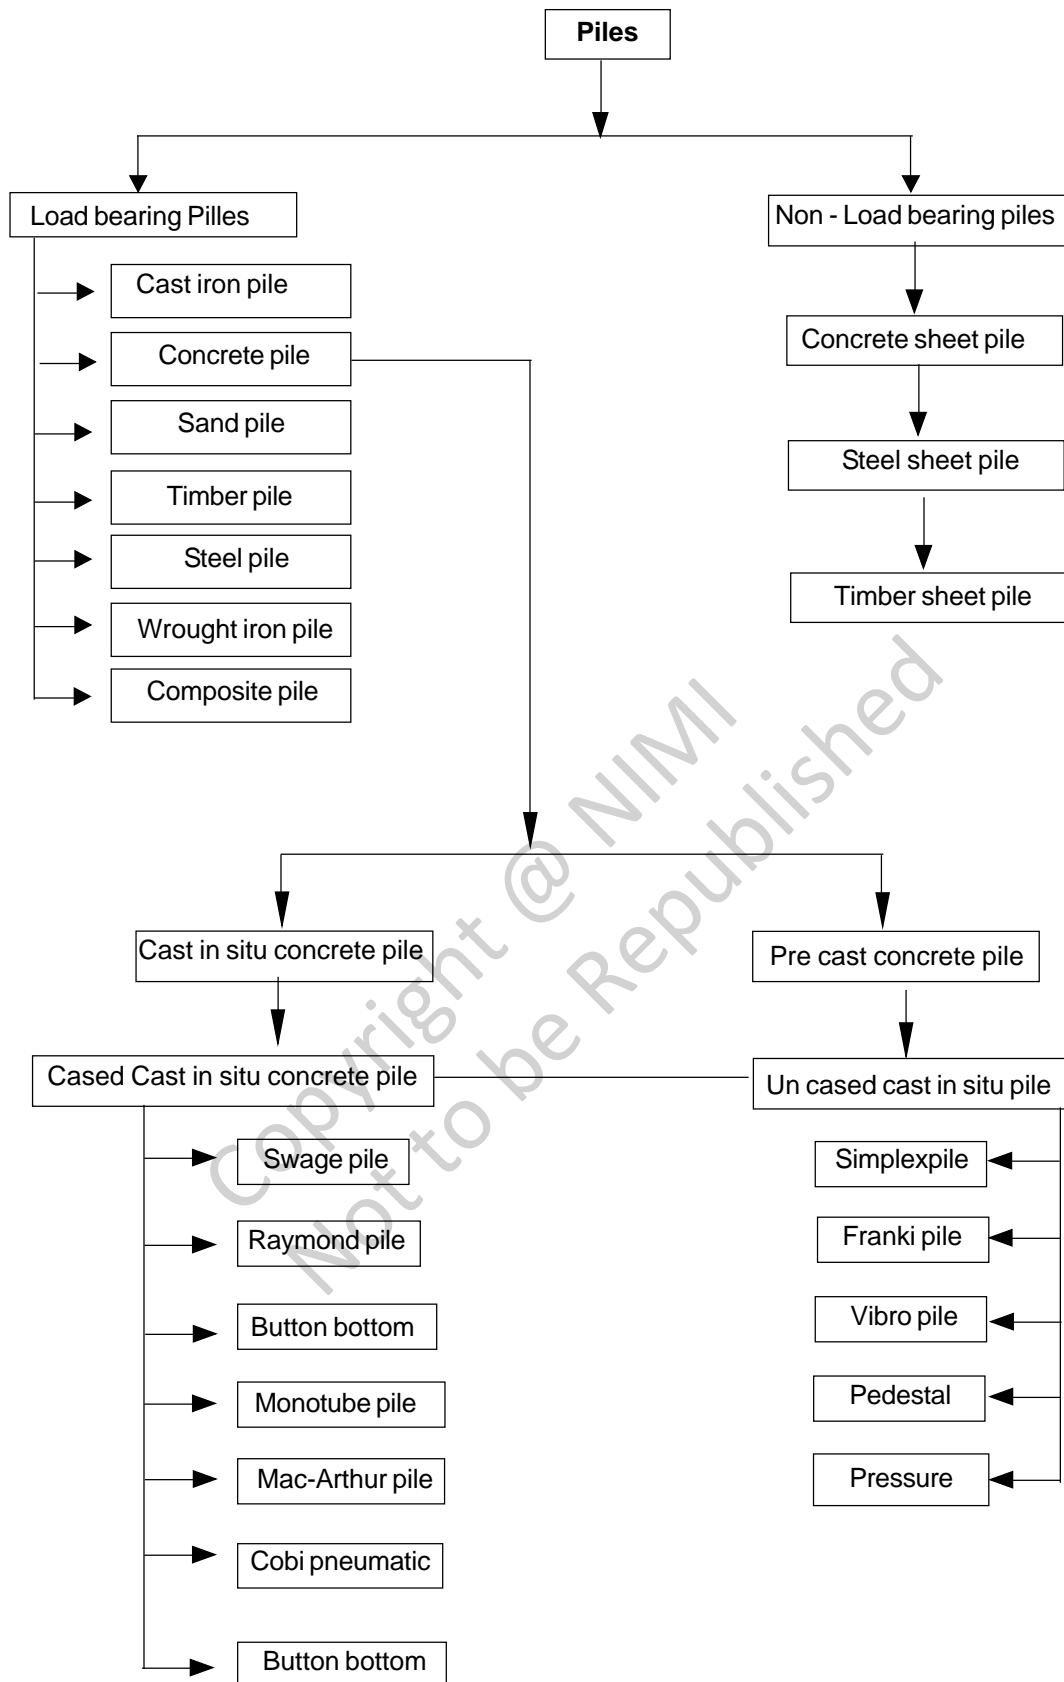 Piles
Load bearing Pilles
Non - Load bearing piles
Cast iron pile
Concrete pile
Sand pile
Timber pile
Steel pile
Wrought iron pile
Composite pile
Concrete sheet pile
Steel sheet pile
Timber sheet pile
Copyright @ NIMI
Not to be Republished
Cast in situ concrete pile
Pre cast concrete pile
Cased Cast in situ concrete pile
Un cased cast in situ pile
Swage pile
Raymond pile
Button bottom
Monotube pile
Mac-Arthur pile
Cobi pneumatic
Button bottom
Simplexpile
Franki pile
Vibro pile
Pedestal
Pressure